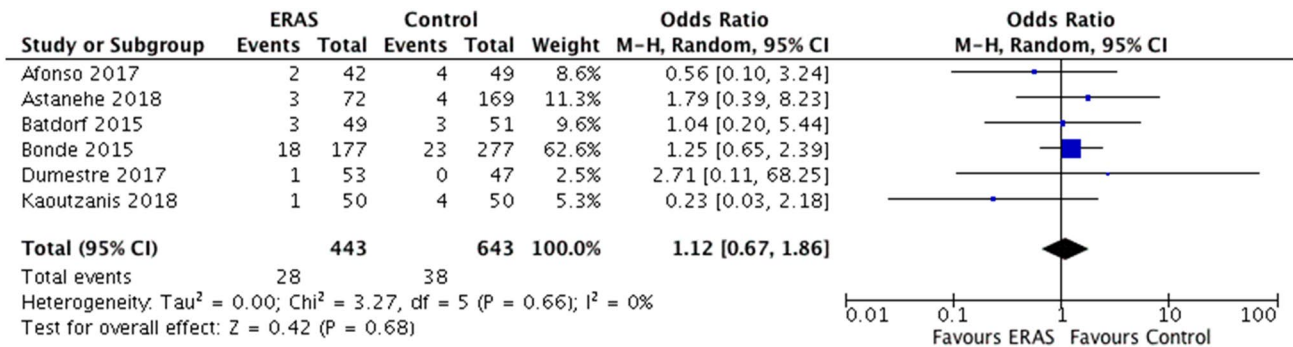 ERAS Control Odds Ratio Odds Ratio
Study or Subgroup Events Total Events Total Weight M-H, Random, 95% CI M-H, Random, 95% CI
Afonso 2017 2 42 4 49 8.6% 0.56 [0.10, 3.24]
Astanehe 2018 3 72 4 169 11.3% 1.79 [0.39, 8.23]
Batdorf 2015 3 49 3 51 9.6% 1.04 [0.20, 5.44]
Bonde 2015 18 177 23 277 62.6% 1.25 [0.65, 2.39]
Dumestre 2017 1 53 0 47 2.5% 2.71 [0.11, 68.25]
Kaoutzanis 2018 1 50 4 50 5.3% 0.23 [0.03, 2.18]
Total (95% CI) 443 643 100.0% 1.12 [0.67, 1.86]
Total events 28 38
Heterogeneity: Tau² = 0.00; Chi² = 3.27, df = 5 (P = 0.66); I² = 0%
Test for overall effect: Z = 0.42 (P = 0.68)
0.01 0.1 1 10 100
Favours ERAS Favours Control